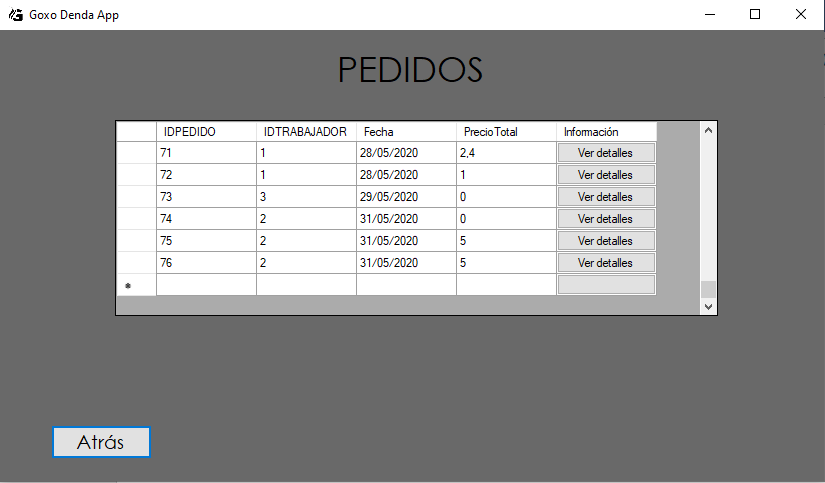 Goxo Denda App
PEDIDOS
IDPEDIDO IDTRABAJADOR Fecha PrecioTotal Información
71 1 28/05/2020 2,4 Ver detalles
72 1 28/05/2020 1 Ver detalles
73 3 29/05/2020 0 Ver detalles
74 2 31/05/2020 0 Ver detalles
75 2 31/05/2020 5 Ver detalles
76 2 31/05/2020 5 Ver detalles
*
Atrás